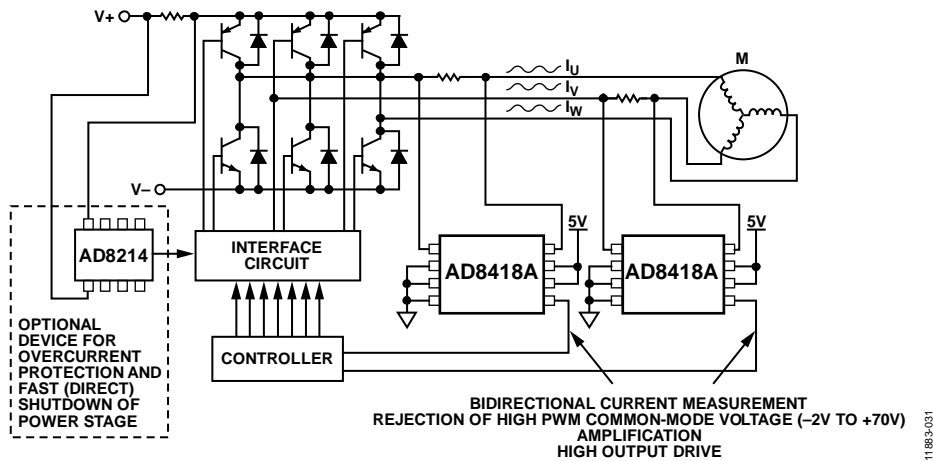 V+
I_U
I_V
I_W
M
V–
5V
5V
AD8214
INTERFACE
CIRCUIT
AD8418A
AD8418A
OPTIONAL
DEVICE FOR
OVERCURRENT
PROTECTION AND
FAST (DIRECT)
SHUTDOWN OF
POWER STAGE
CONTROLLER
BIDIRECTIONAL CURRENT MEASUREMENT
REJECTION OF HIGH PWM COMMON-MODE VOLTAGE (–2V TO +70V)
AMPLIFICATION
HIGH OUTPUT DRIVE
11883-031